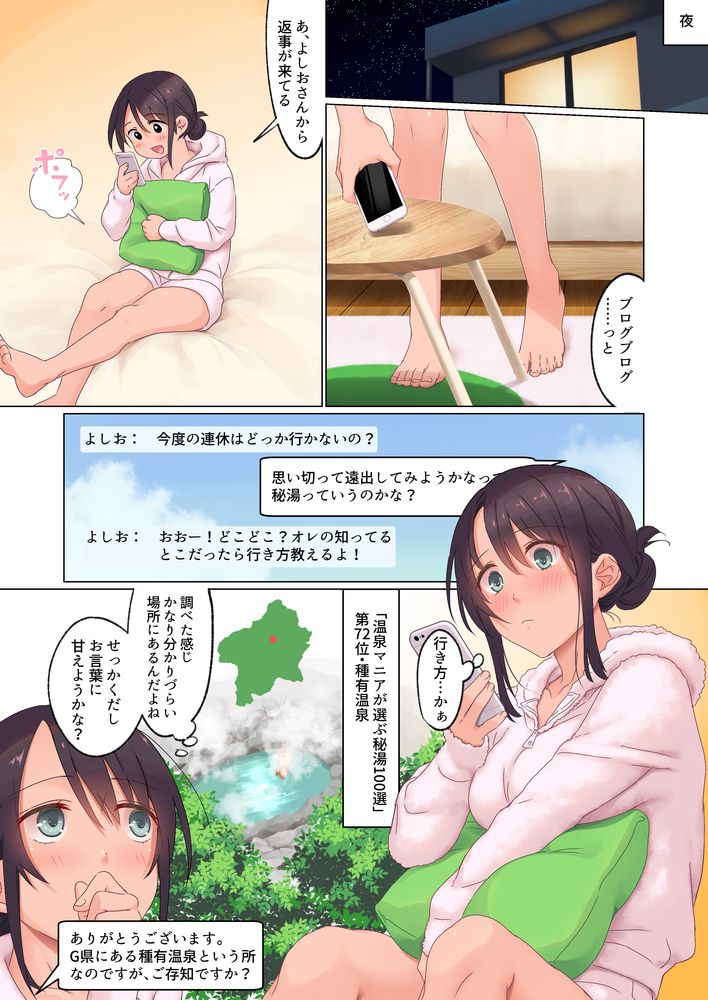 夜
ブログブログ
……っと
あ、よしおさんから
返事が来てる
ポフッ
よしお：　今度の連休はどっか行かないの？
思い切って遠出してみようかなって
秘湯っていうのかな？
よしお：　おおー！どこどこ？オレの知ってる
とこだったら行き方教えるよ！
行き方…かぁ
「温泉マニアが選ぶ秘湯100選」
第72位・種有温泉
調べた感じ
かなり分かりづらい
場所にあるんだよね
せっかくだし
お言葉に
甘えようかな？
ありがとうございます。
G県にある種有温泉という所
なのですが、ご存知ですか？